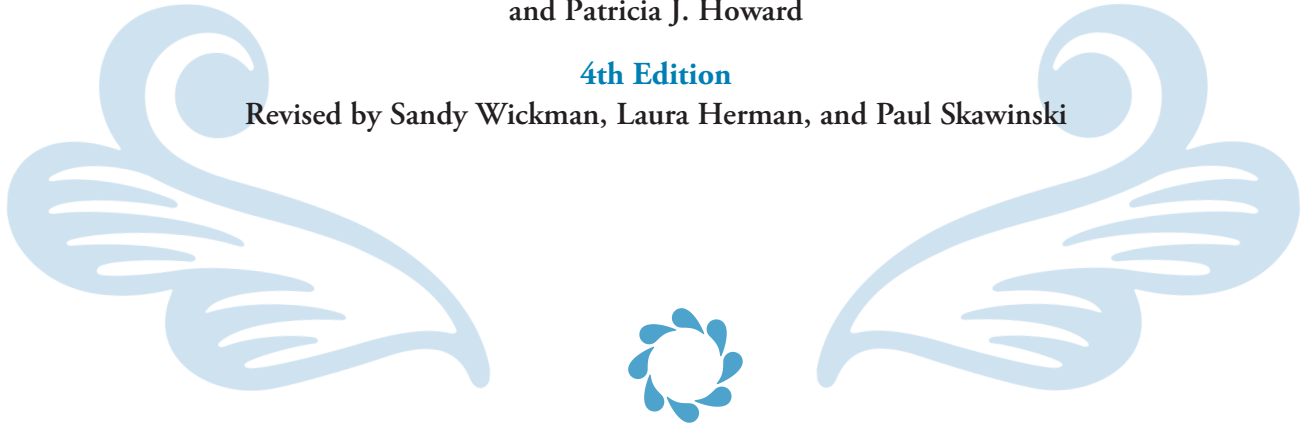 and Patricia J. Howard
4th Edition
Revised by Sandy Wickman, Laura Herman, and Paul Skawinski